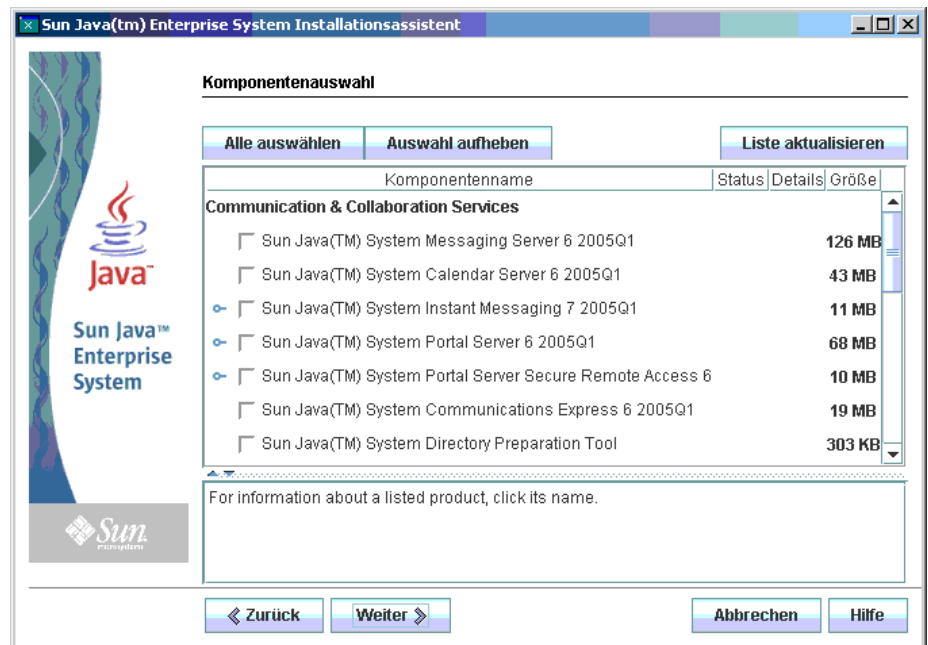 Sun Java(tm) Enterprise System Installationsassistent
Komponentenauswahl
Alle auswählen
Auswahl aufheben
Liste aktualisieren
Komponentenname Status Details Größe
Communication & Collaboration Services
Sun Java(TM) System Messaging Server 6 2005Q1 126 MB
Sun Java(TM) System Calendar Server 6 2005Q1 43 MB
Sun Java(TM) System Instant Messaging 7 2005Q1 11 MB
Sun Java(TM) System Portal Server 6 2005Q1 68 MB
Sun Java(TM) System Portal Server Secure Remote Access 6 10 MB
Sun Java(TM) System Communications Express 6 2005Q1 19 MB
Sun Java(TM) System Directory Preparation Tool 303 KB
For information about a listed product, click its name.
Java™
Sun Java™
Enterprise
System
Sun
microsystems
Zurück
Weiter
Abbrechen
Hilfe